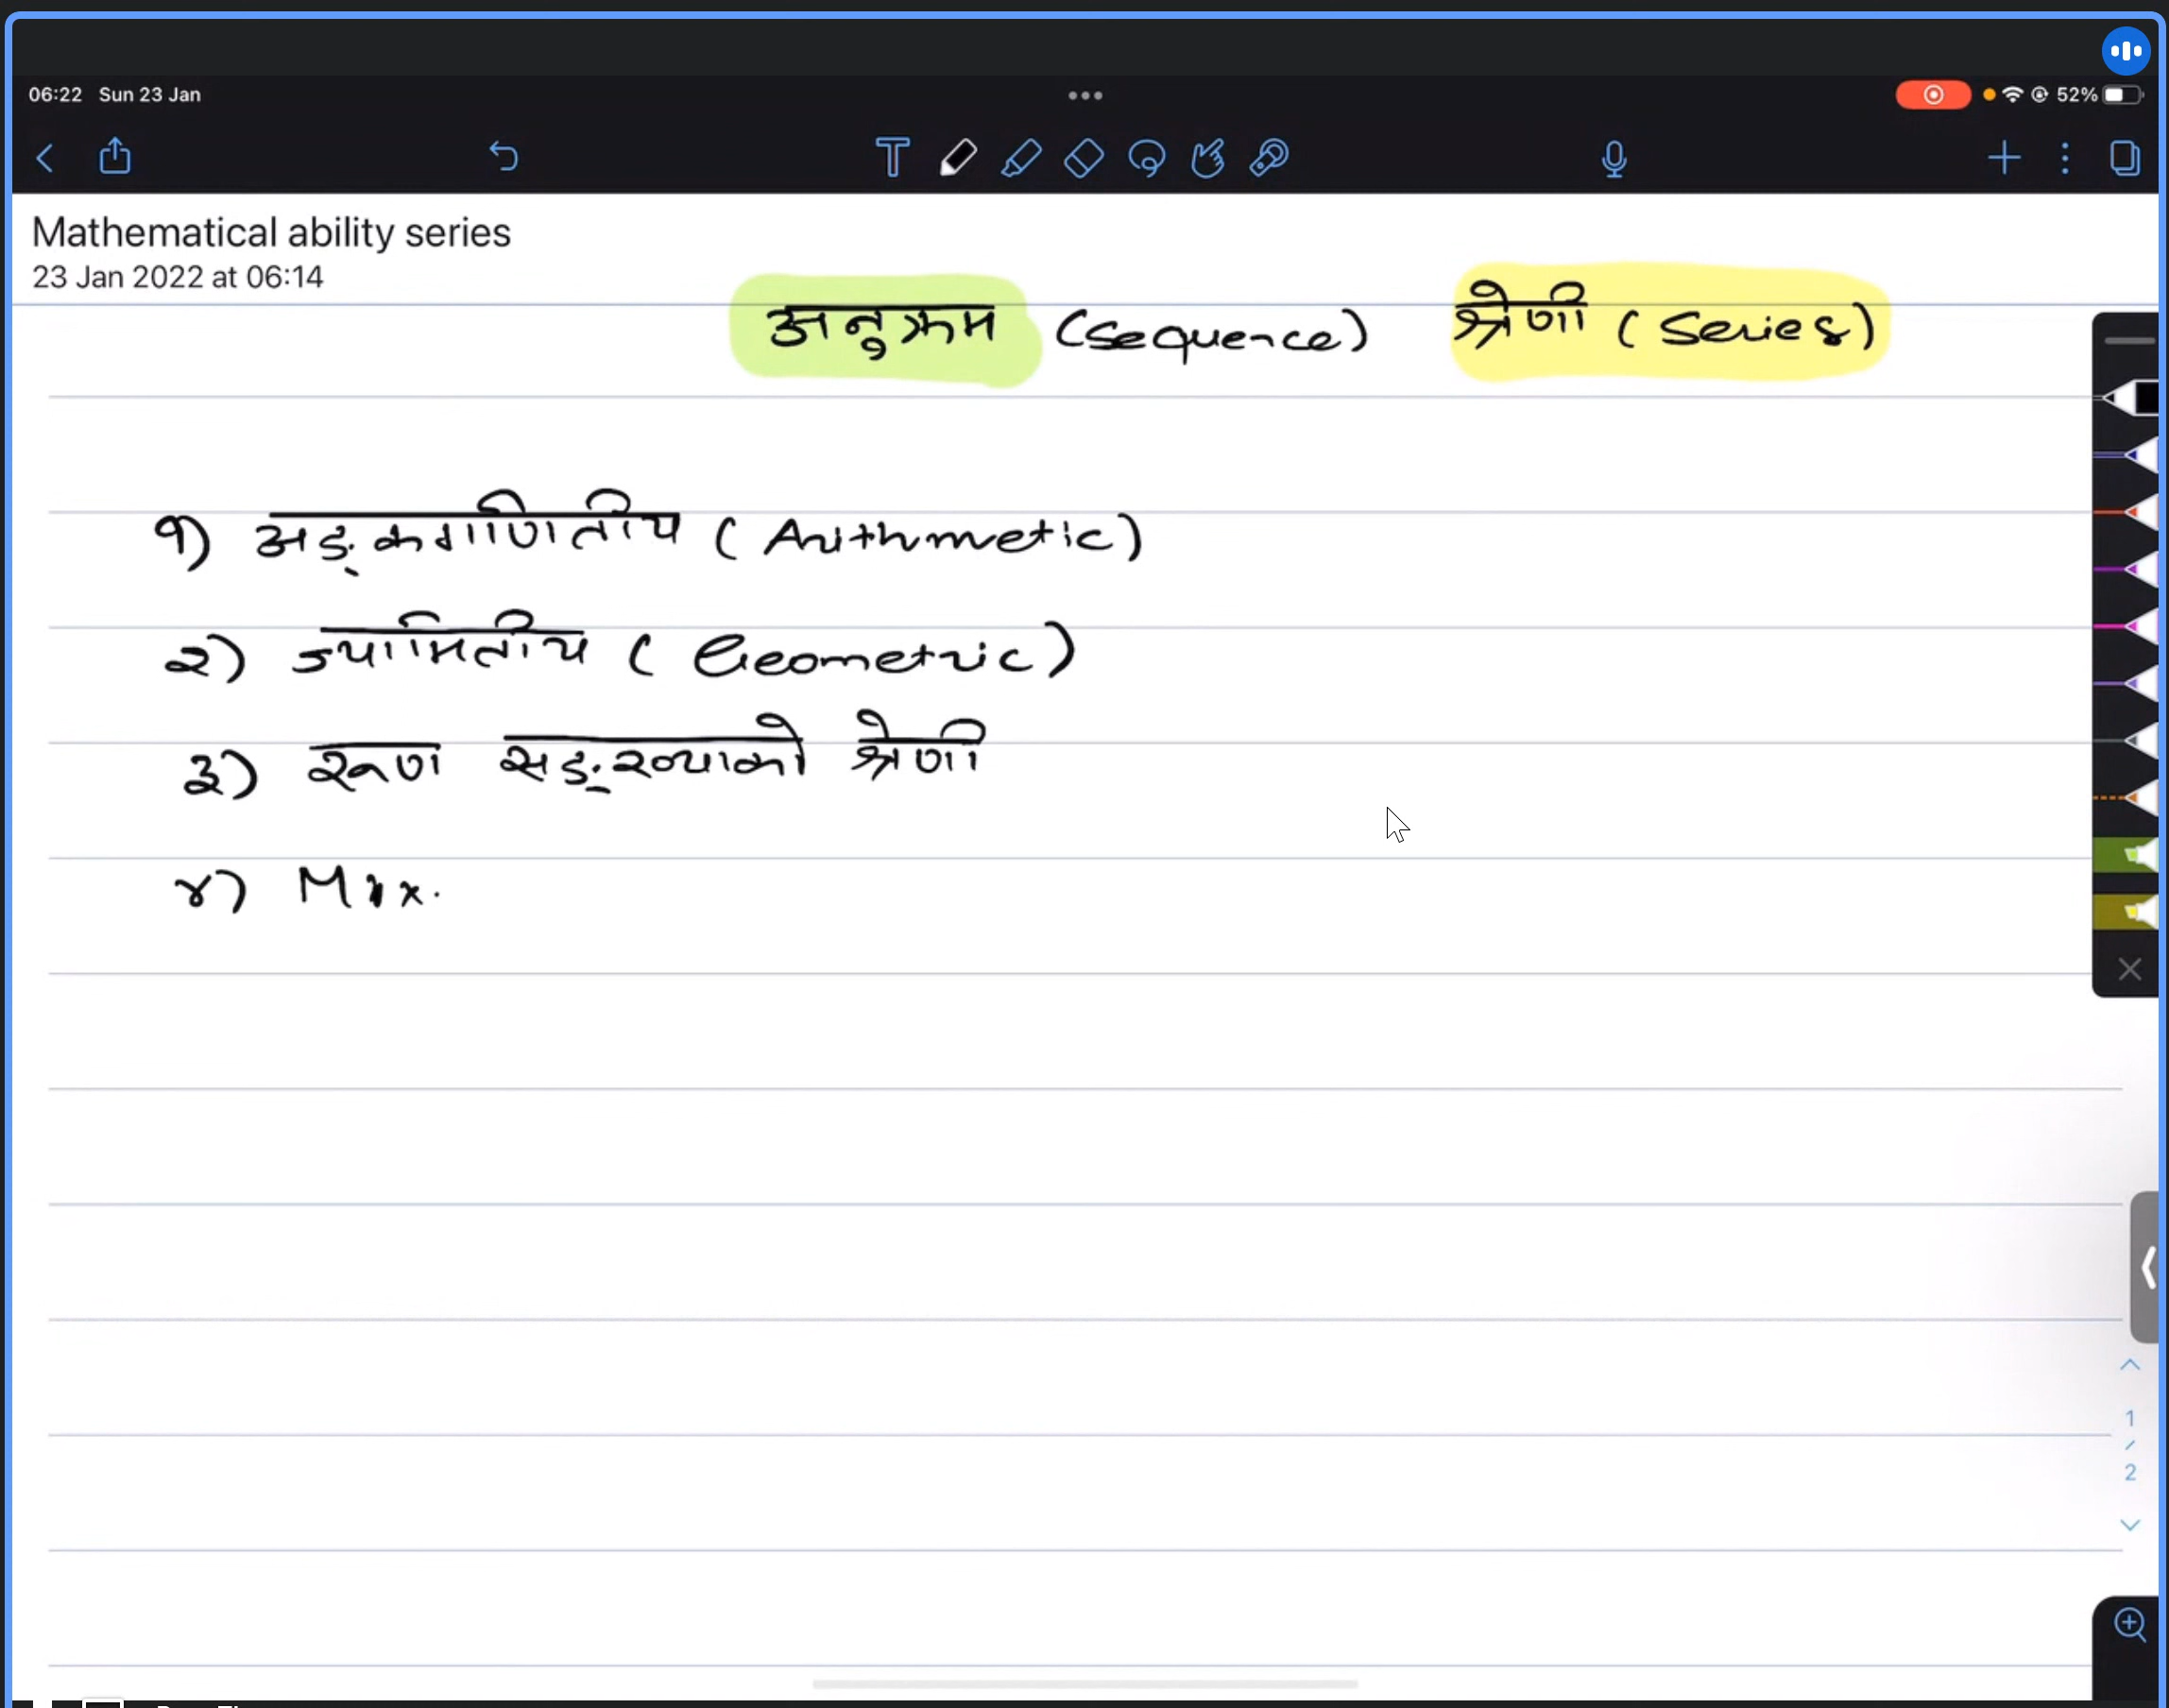 06:22 Sun 23 Jan
52%
Mathematical ability series
23 Jan 2022 at 06:14
अनुक्रम (Sequence) श्रेणी (Series)
१) अङ्कगणितीय (Arithmetic)
२) ज्यामितीय (Geometric)
३) रूण सङ्ख्याको श्रेणी
४) Mix.
1
/
2